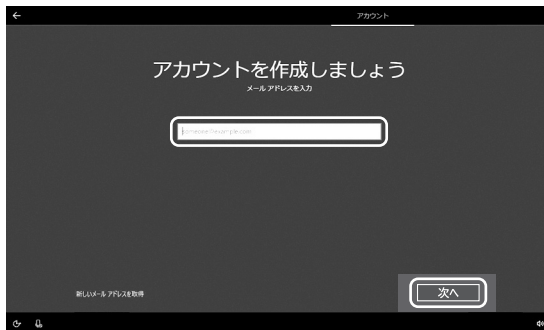 アカウント
アカウントを作成しましょう
メール アドレスを入力
someone@example.com
新しいメール アドレスを取得
次へ